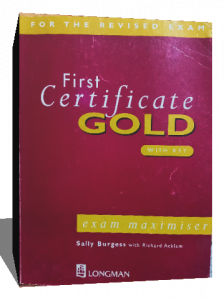 FOR THE REVISED EXAM
First
Certificate
GOLD
WITH KEY
exam maximiser
Sally Burgess with Richard Acklam
LONGMAN